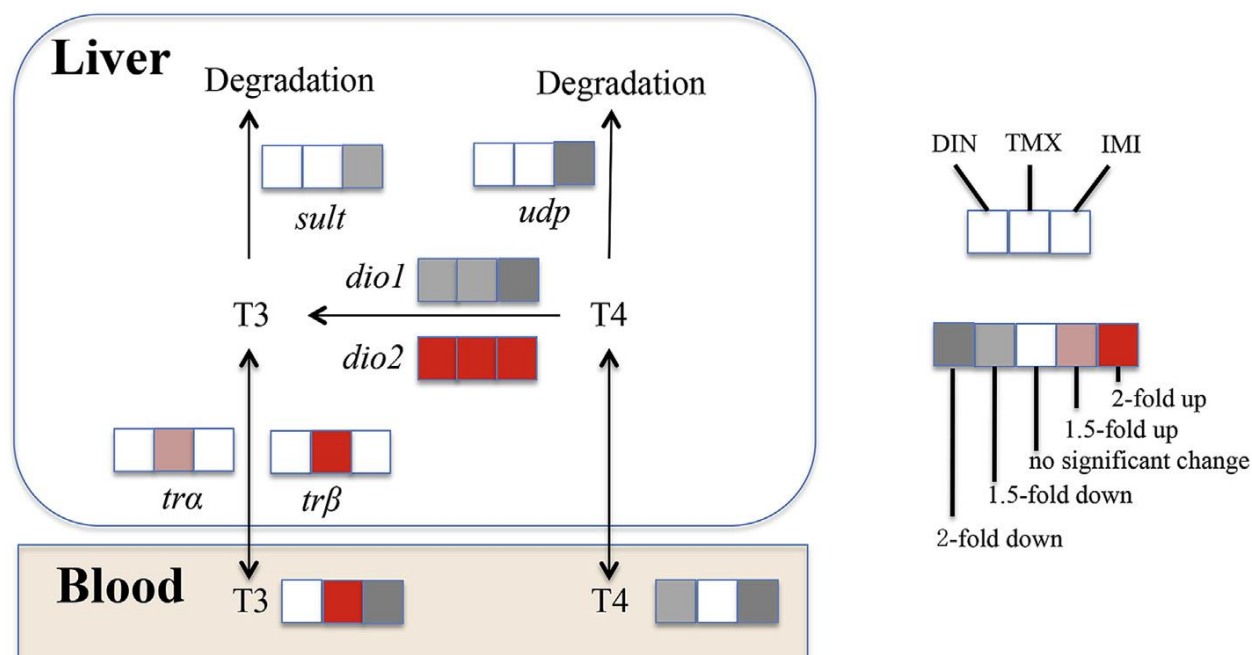 Liver
Degradation
Degradation
sult
udp
dio1
T3
T4
dio2
trα
trβ
Blood
T3
T4
DIN
TMX
IMI
2-fold up
1.5-fold up
no significant change
1.5-fold down
2-fold down